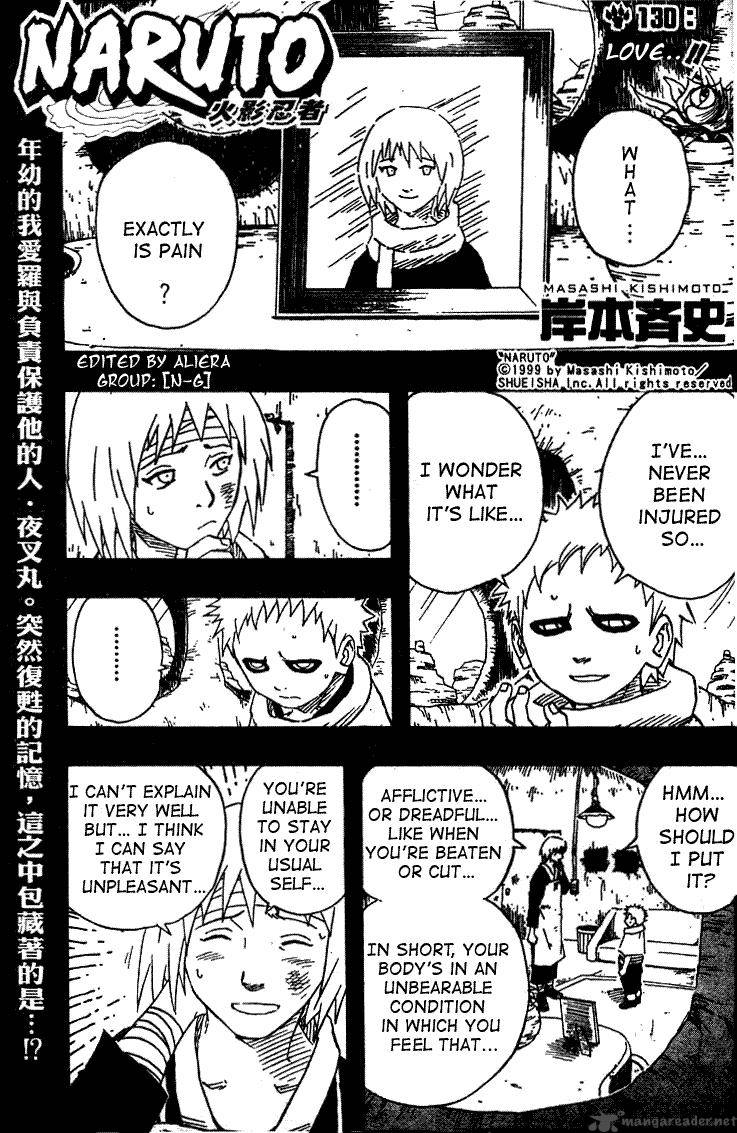 NARUTO
火影忍者
130:
LOVE..!!
WHAT...
EXACTLY
IS PAIN
?
MASASHI KISHIMOTO
岸本斉史
"NARUTO"
©1999 by Masashi Kishimoto/
SHUEISHA Inc. All rights reserved
EDITED BY ALIERA
GROUP: [N-G]
年幼的我愛羅與負責保護他的人．夜叉丸。突然復甦的記憶，這之中包藏著的是…!?
I'VE...
NEVER
BEEN
INJURED
SO...
I WONDER
WHAT
IT'S LIKE...
.........
.........
HMM...
HOW
SHOULD
I PUT
IT?
AFFLICTIVE...
OR DREADFUL...
LIKE WHEN
YOU'RE BEATEN
OR CUT...
IN SHORT, YOUR
BODY'S IN AN
UNBEARABLE
CONDITION
IN WHICH YOU
FEEL THAT...
YOU'RE
UNABLE
TO STAY
IN YOUR
USUAL
SELF...
I CAN'T EXPLAIN
IT VERY WELL
BUT... I THINK
I CAN SAY
THAT IT'S
UNPLEASANT...
mangareader.net